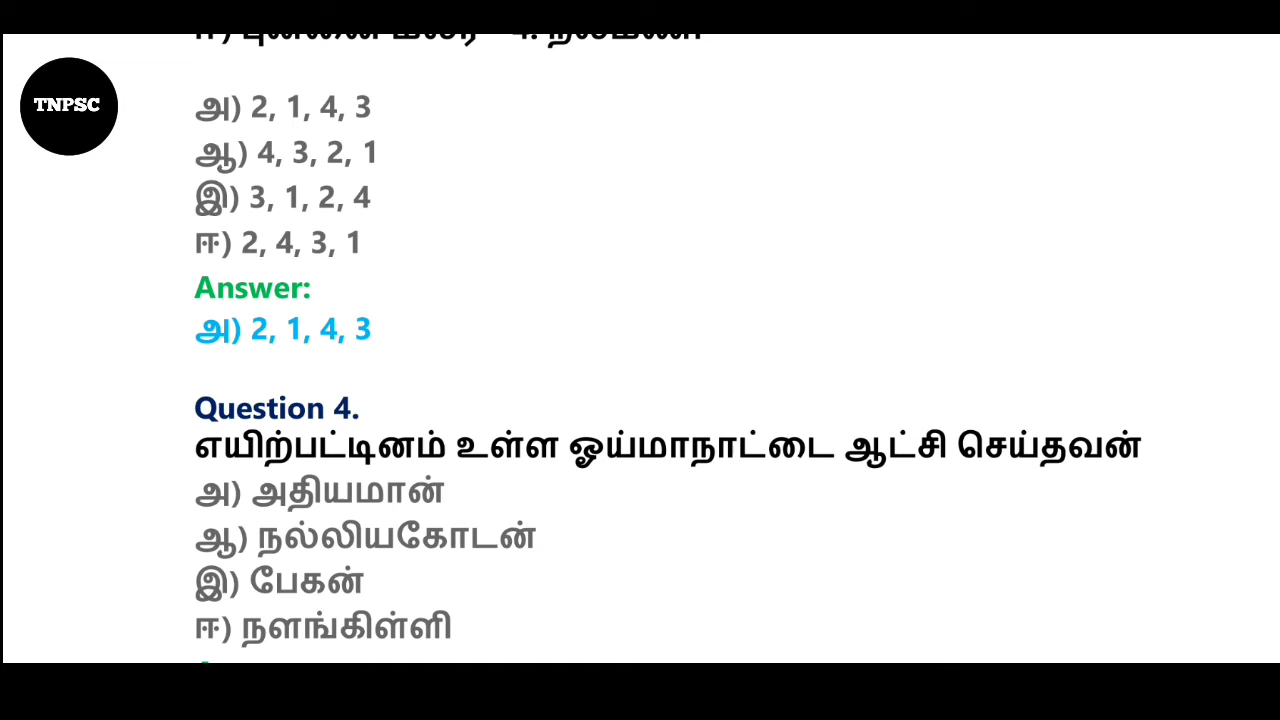 TNPSC
அ) 2, 1, 4, 3
ஆ) 4, 3, 2, 1
இ) 3, 1, 2, 4
ஈ) 2, 4, 3, 1
Answer:
அ) 2, 1, 4, 3
Question 4.
எயிற்பட்டினம் உள்ள ஓய்மாநாட்டை ஆட்சி செய்தவன்
அ) அதியமான்
ஆ) நல்லியகோடன்
இ) பேகன்
ஈ) நளங்கிள்ளி